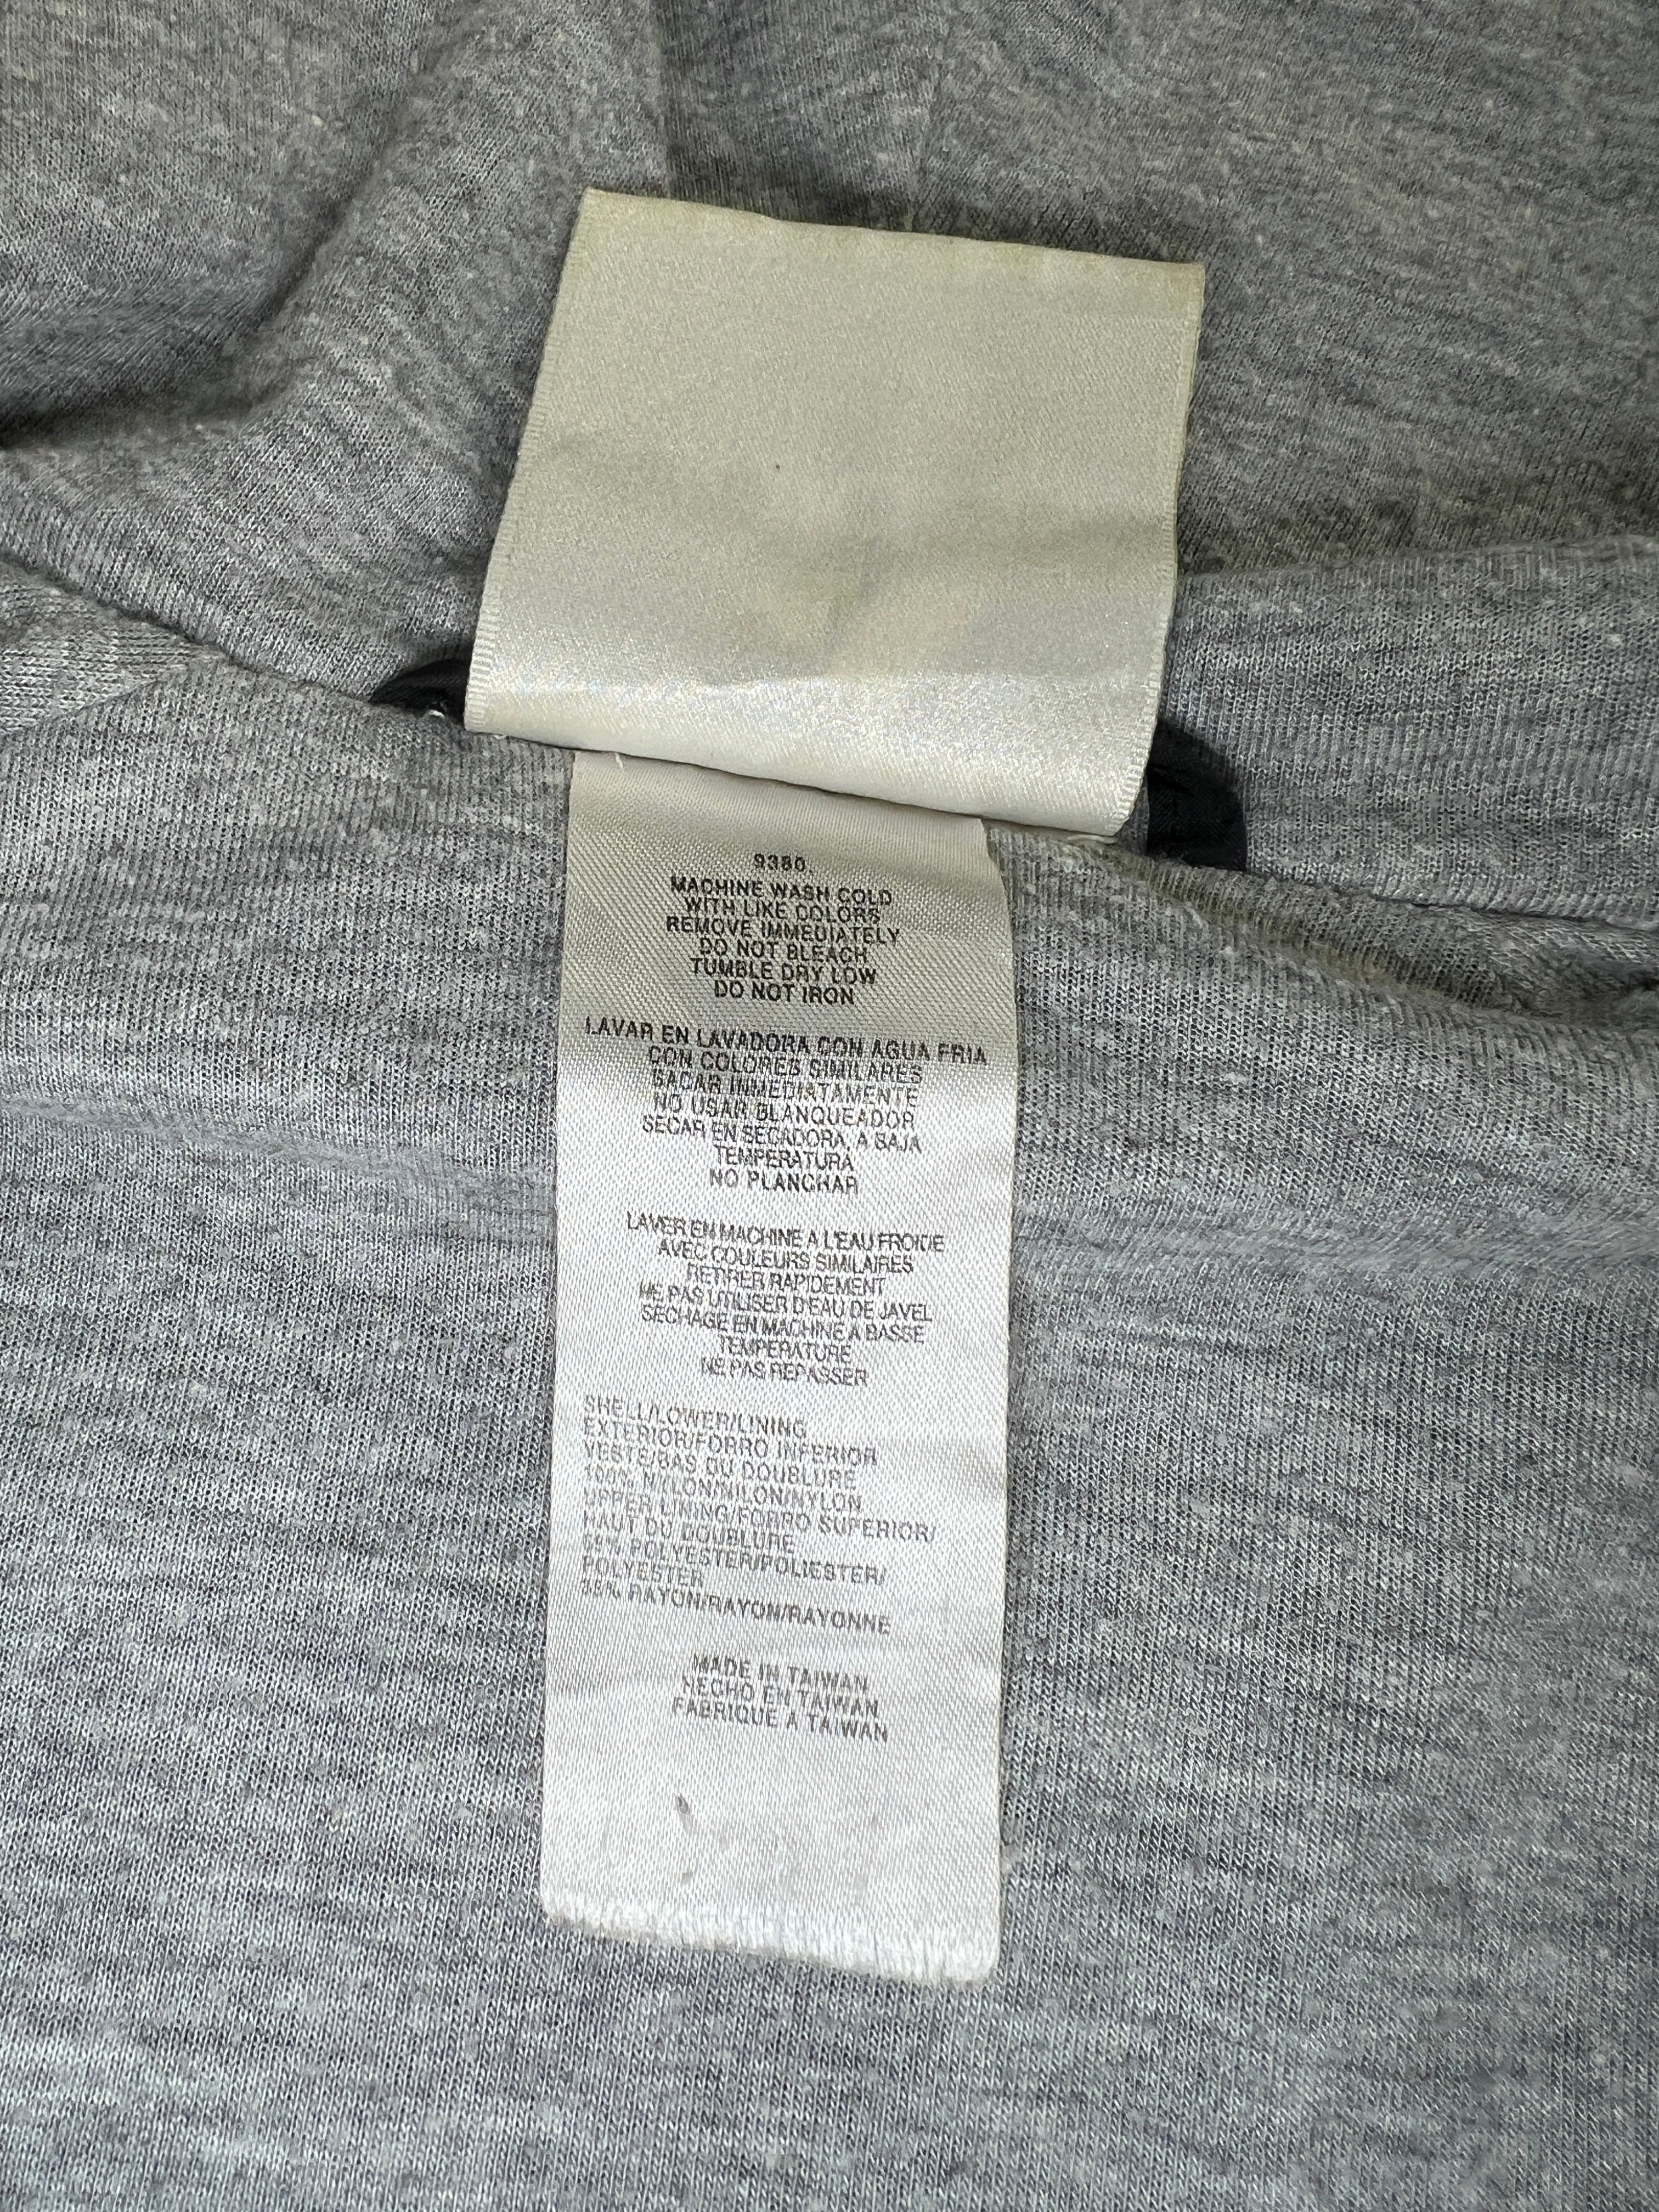 9380
MACHINE WASH COLD
WITH LIKE COLORS
REMOVE IMMEDIATELY
DO NOT BLEACH
TUMBLE DRY LOW
DO NOT IRON
LAVAR EN LAVADORA CON AGUA FRIA
CON COLORES SIMILARES
SACAR INMEDIATAMENTE
NO USAR BLANQUEADOR
SECAR EN SECADORA A BAJA
TEMPERATURA
NO PLANCHAR
LAVER EN MACHINE A L'EAU FROIDE
AVEC COULEURS SIMILAIRES
RETIRER RAPIDEMENT
NE PAS UTILISER D'EAU DE JAVEL
SECHAGE EN MACHINE A BASSE
TEMPERATURE
NE PAS REPASSER
SHELL/LOWER/LINING
EXTERIOR/FORRO INFERIOR
VESTE/BAS DU DOUBLURE
100% NYLON/NILON/NYLON
UPPER LINING/FORRO SUPERIOR/
HAUT DU DOUBLURE
POLYESTER/POLIESTER/
POLYESTER
RAYON/RAYON/RAYONNE
MADE IN TAIWAN
HECHO EN TAIWAN
FABRIQUE A TAIWAN